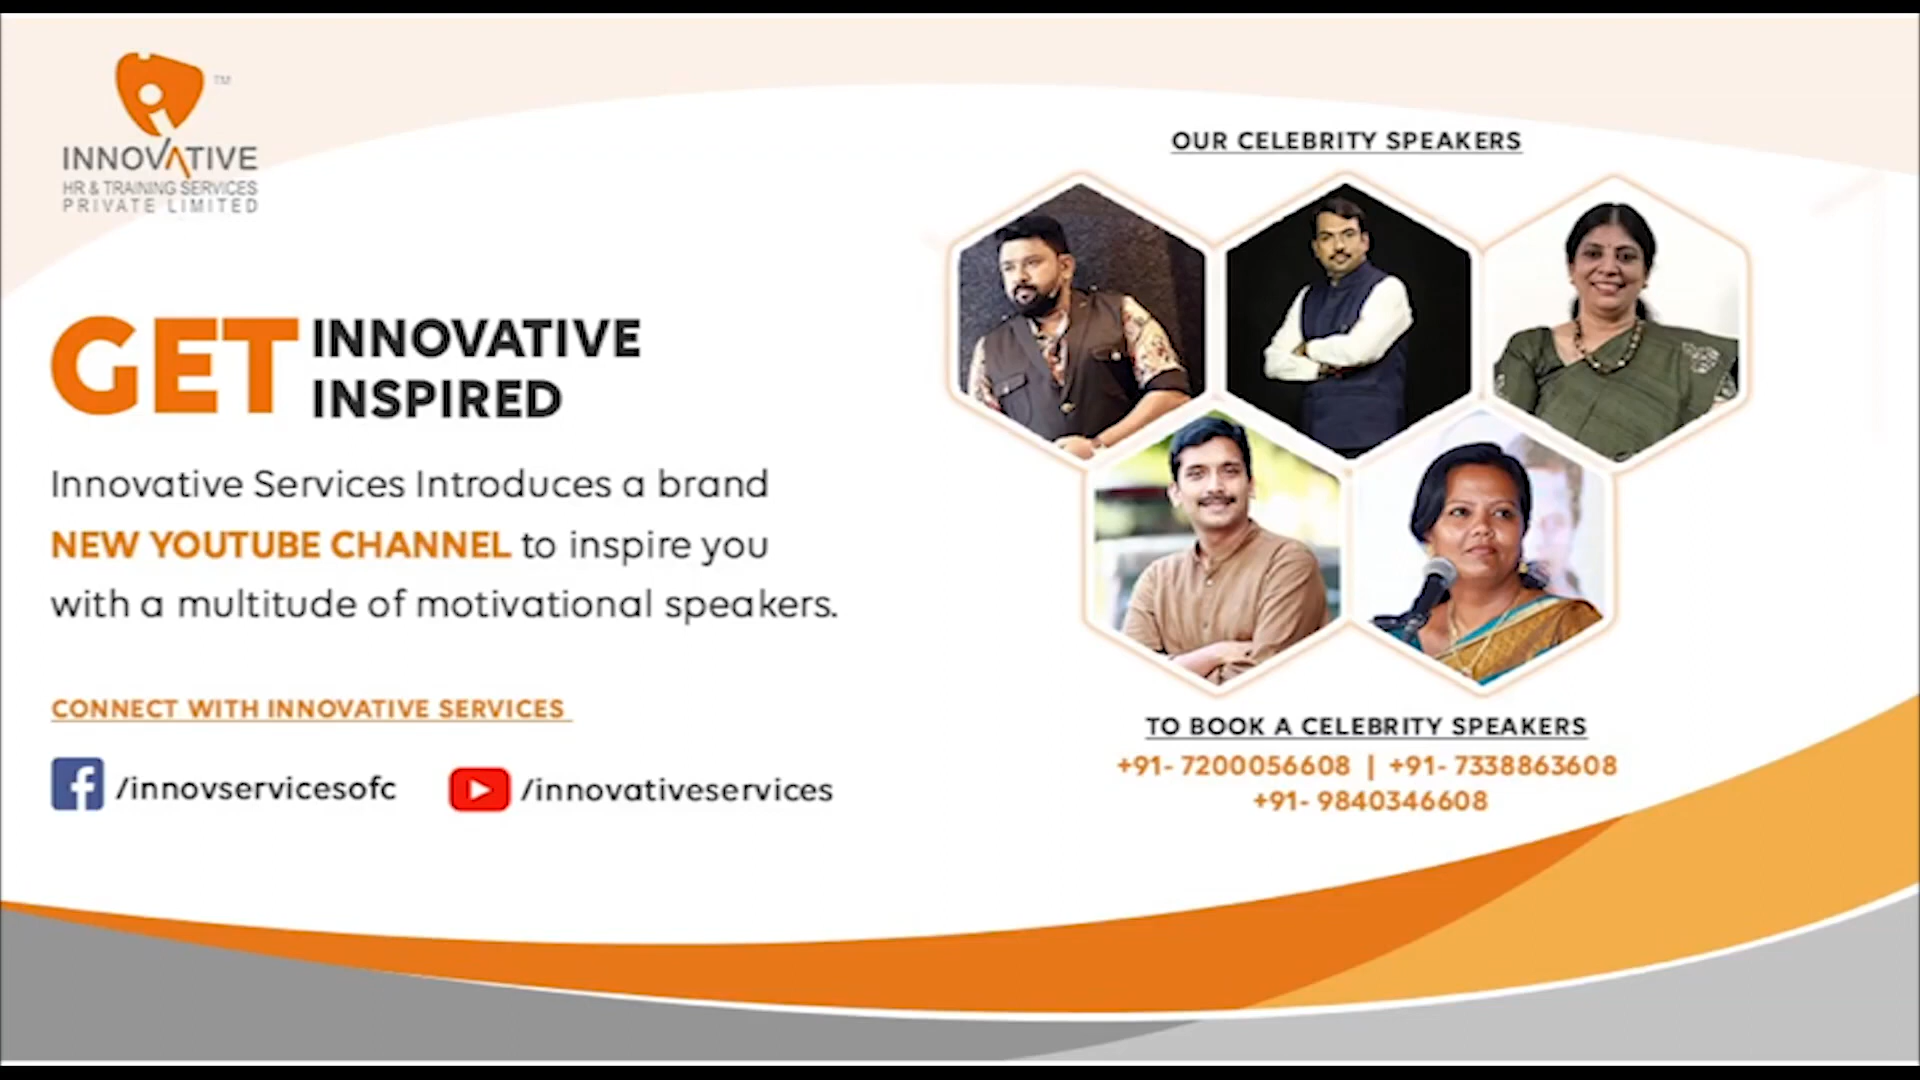 TM
INNOVATIVE
HR & TRAINING SERVICES
PRIVATE LIMITED
GET INNOVATIVE
INSPIRED
Innovative Services Introduces a brand
NEW YOUTUBE CHANNEL to inspire you
with a multitude of motivational speakers.
CONNECT WITH INNOVATIVE SERVICES
/innovservicesofc
/innovativeservices
OUR CELEBRITY SPEAKERS
TO BOOK A CELEBRITY SPEAKERS
+91- 7200056608 | +91- 7338863608
+91- 9840346608